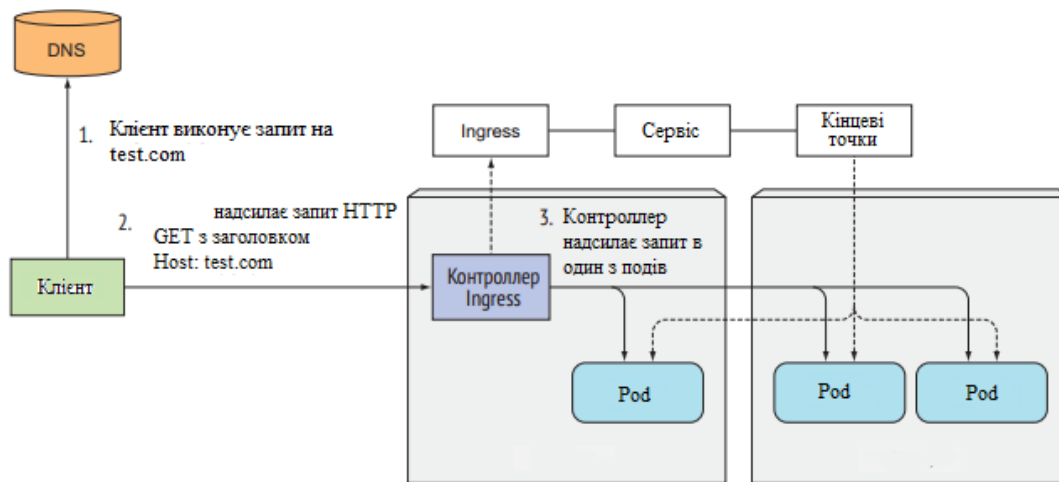 DNS
1. Клієнт виконує запит на
test.com
Ingress
Сервіс
Кінцеві
точки
2. надсилає запит HTTP
GET з заголовком
Host: test.com
3. Контроллер
надсилає запит в
один з подів
Клієнт
Контроллер
Ingress
Pod
Pod
Pod